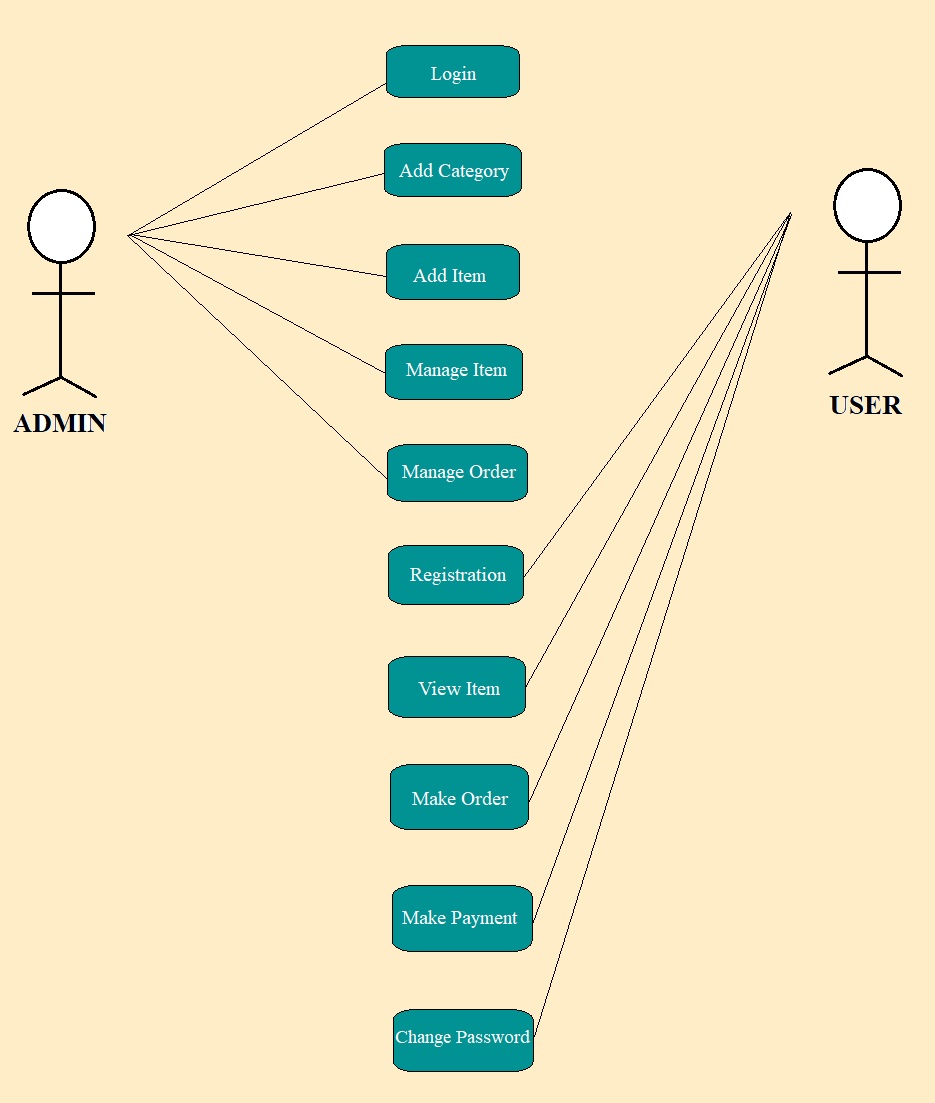 Login
Add Category
Add Item
Manage Item
ADMIN
USER
Manage Order
Registration
View Item
Make Order
Make Payment
Change Password